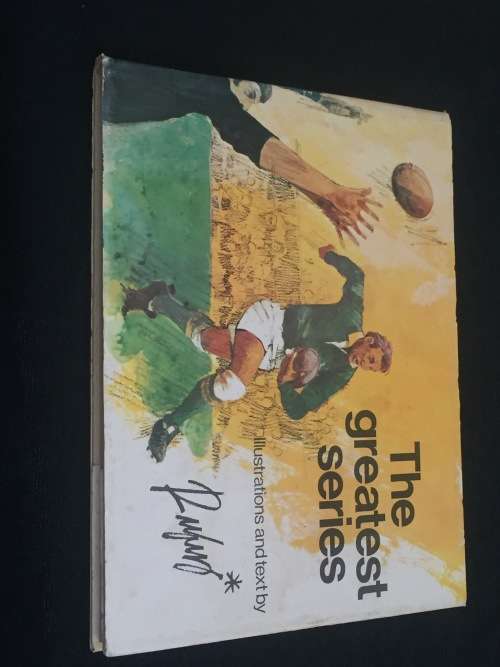 The
greatest
series
Illustrations and text by